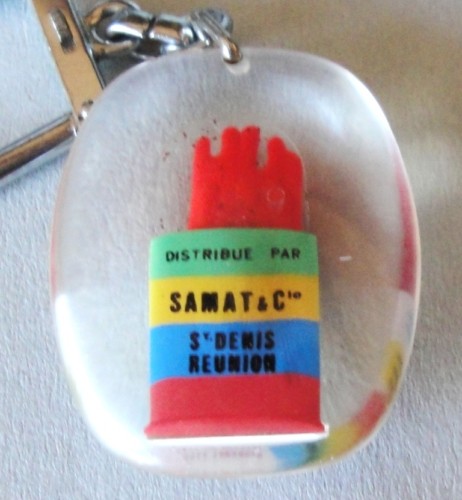 DISTRIBUE PAR
SAMAT & Cie
St. DENIS
REUNION